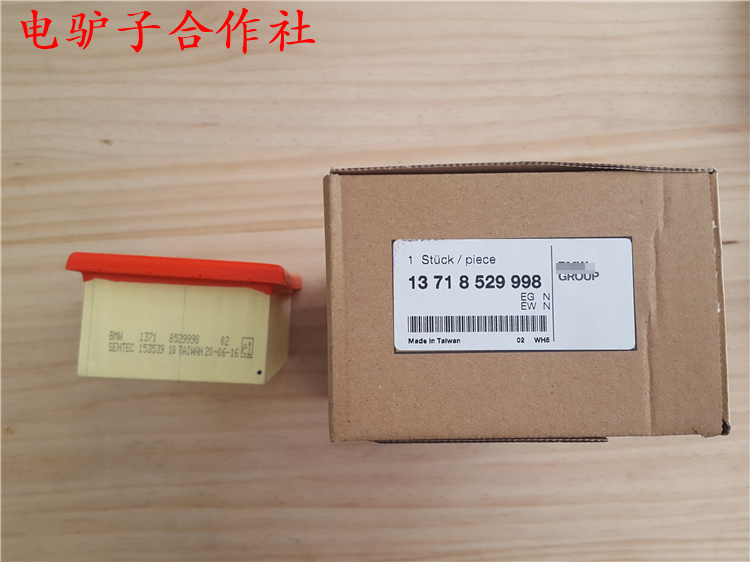 电驴子合作社
1 Stück / piece
13 71 8 529 998
EG N
EW N
GROUP
Made in Taiwan 02 WH5
BMW 1371 8529998 02
SENTEC 153539 10 TAIWAN 20-06-16 e1